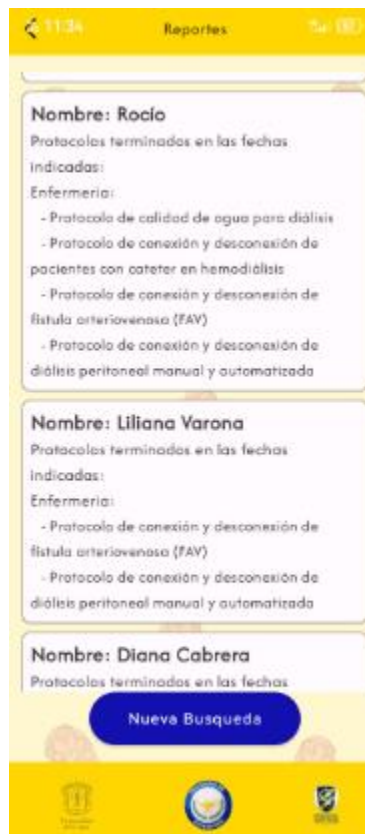 11:34
Reportes
Nombre: Rocío
Protocolos terminados en las fechas
indicadas:
Enfermeria:
- Protocolo de calidad de agua para diálisis
- Protocolo de conexión y desconexión de
pacientes con cateter en hemodiálisis
- Protocolo de conexión y desconexión de
fístula arteriovenosa (FAV)
- Protocolo de conexión y desconexión de
diálisis peritoneal manual y automatizada
Nombre: Liliana Varona
Protocolos terminados en las fechas
indicadas:
Enfermeria:
- Protocolo de conexión y desconexión de
fístula arteriovenosa (FAV)
- Protocolo de conexión y desconexión de
diálisis peritoneal manual y automatizada
Nombre: Diana Cabrera
Protocolos terminados en las fechas
Nueva Busqueda